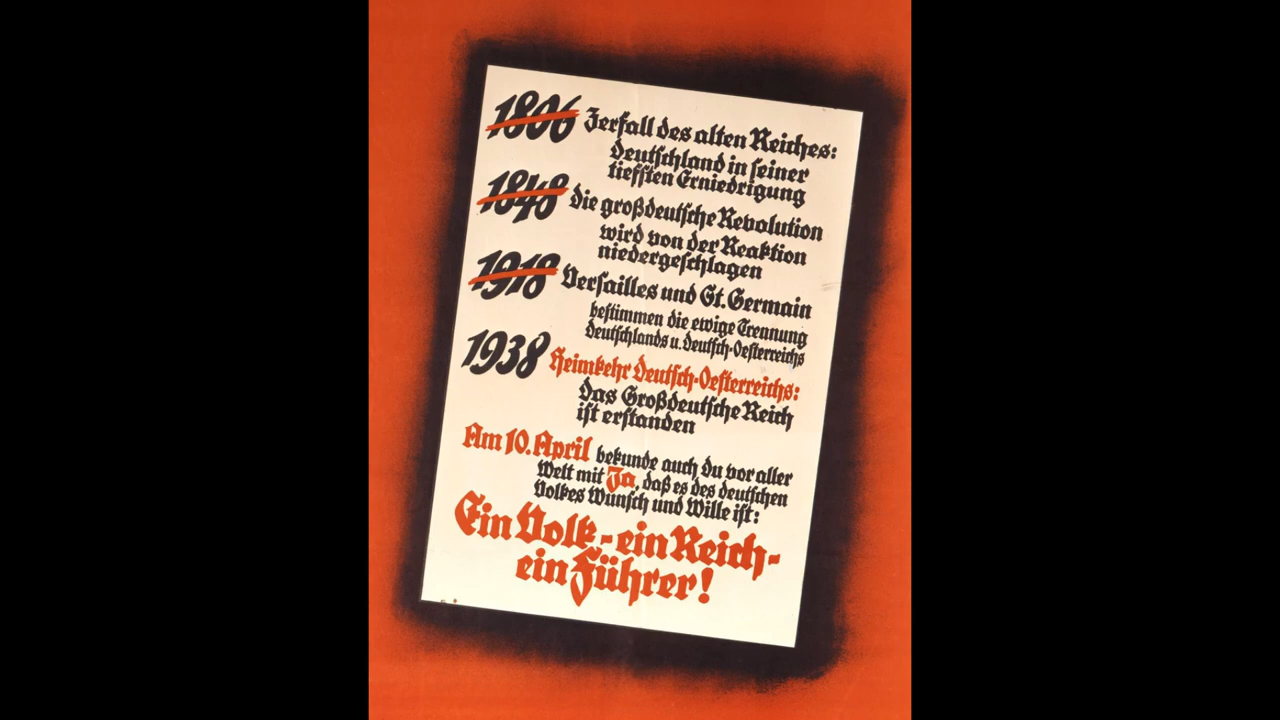 1806 Zerfall des alten Reiches:
Deutschland in seiner
tiefsten Erniedrigung
1848 Die großdeutsche Revolution
wird von der Reaktion
niedergeschlagen
1918 Versailles und St. Germain
bestimmen die ewige Trennung
Deutschlands u. Deutsch-Oesterreichs
1938 Heimkehr Deutsch-Oesterreichs:
Das Großdeutsche Reich
ist erstanden
Am 10. April bekunde auch Du vor aller
Welt mit Ja, daß es des deutschen
Volkes Wunsch und Wille ist:
Ein Volk - ein Reich -
ein Führer!